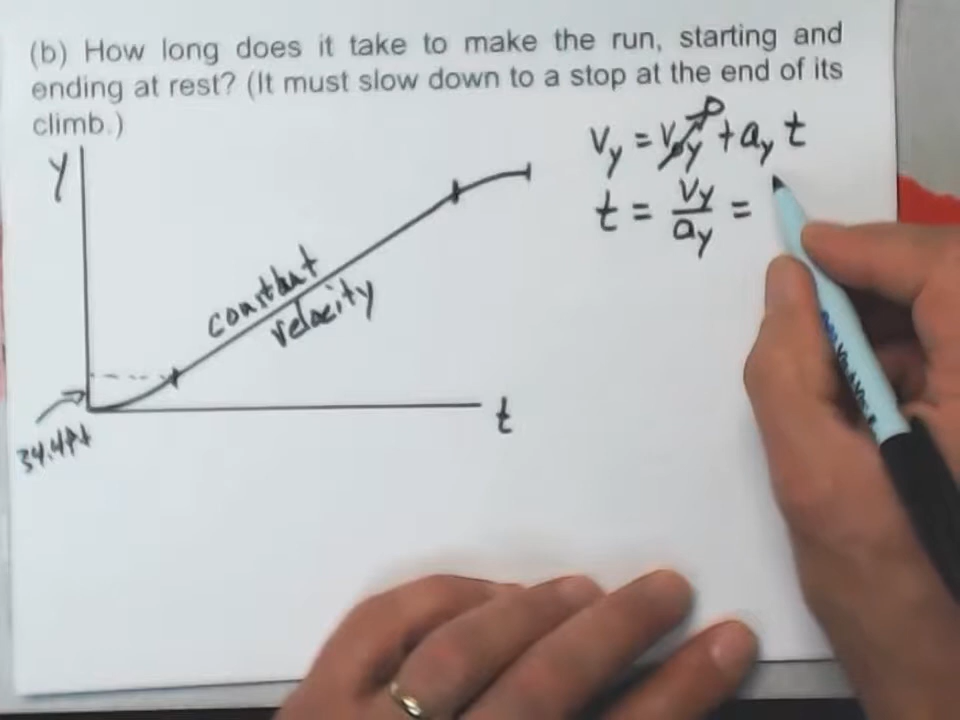 (b) How long does it take to make the run, starting and
ending at rest? (It must slow down to a stop at the end of its
climb.)
Vy = Voy⁰ + ay t
t = Vy/ay =
y
constant
velocity
34.4ft
t